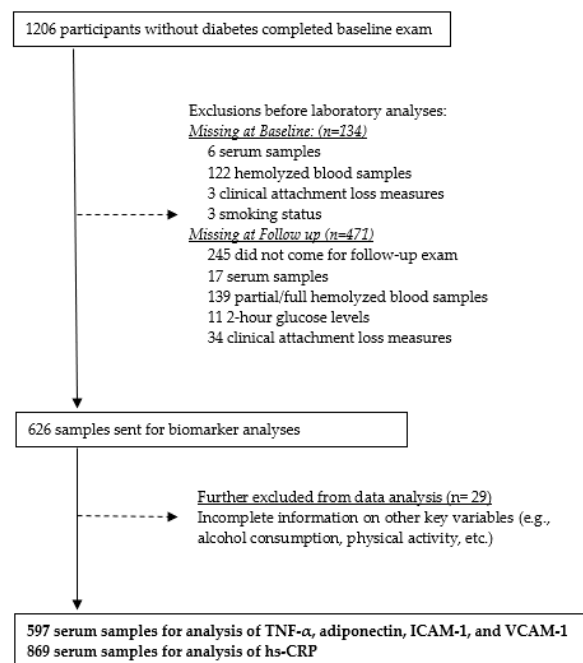 1206 participants without diabetes completed baseline exam
Exclusions before laboratory analyses:
Missing at Baseline: (n=134)
6 serum samples
122 hemolyzed blood samples
3 clinical attachment loss measures
3 smoking status
Missing at Follow up (n=471)
245 did not come for follow-up exam
17 serum samples
139 partial/full hemolyzed blood samples
11 2-hour glucose levels
34 clinical attachment loss measures
626 samples sent for biomarker analyses
Further excluded from data analysis (n= 29)
Incomplete information on other key variables (e.g.,
alcohol consumption, physical activity, etc.)
597 serum samples for analysis of TNF-α, adiponectin, ICAM-1, and VCAM-1
869 serum samples for analysis of hs-CRP